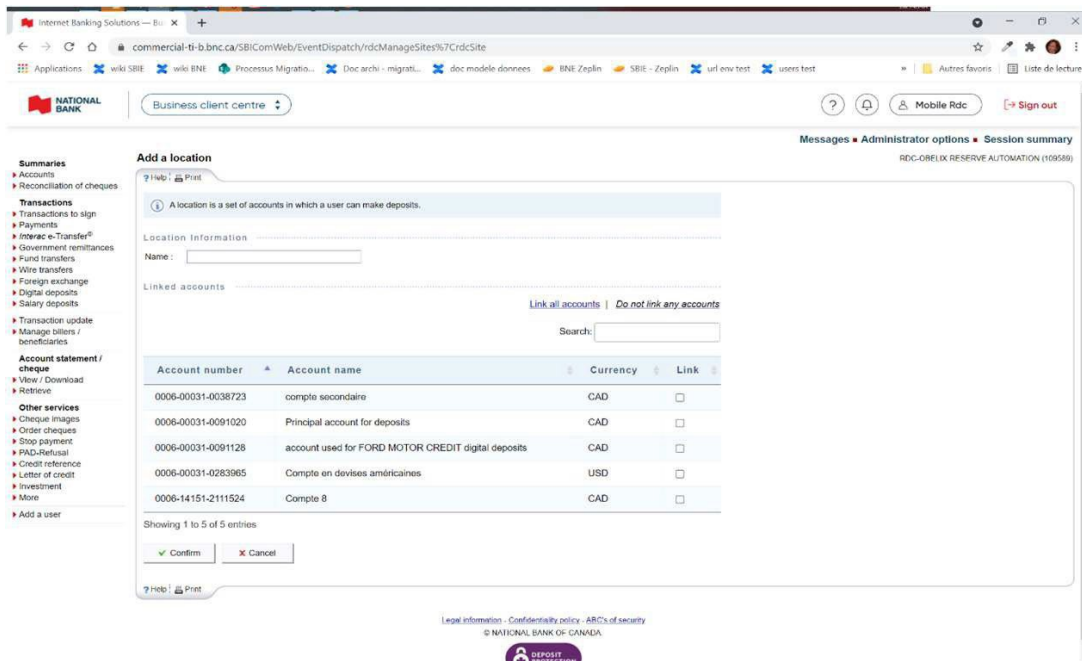 Internet Banking Solutions — Bu
commercial-ti-b.bnc.ca/SBIComWeb/EventDispatch/rdcManageSites%7CrdcSite
Applications wiki SBIE wiki BNE Processus Migratio... Doc archi - migrati... doc modele donnees BNE Zeplin SBIE - Zeplin url env test users test » Autres favoris Liste de lecture
NATIONAL BANK
Business client centre
? Mobile Rdc Sign out
Messages Administrator options Session summary
RDC-OBELIX RESERVE AUTOMATION (109589)
Summaries
Accounts
Reconciliation of cheques
Transactions
Transactions to sign
Payments
Interac e-Transfer®
Government remittances
Fund transfers
Wire transfers
Foreign exchange
Digital deposits
Salary deposits
Transaction update
Manage billers /
beneficiaries
Account statement /
cheque
View / Download
Retrieve
Other services
Cheque images
Order cheques
Stop payment
PAD-Refusal
Credit reference
Letter of credit
Investment
More
Add a user
Add a location
? Help Print
A location is a set of accounts in which a user can make deposits.
Location Information
Name :
Linked accounts
Link all accounts | Do not link any accounts
Search:
Account number Account name Currency Link
0006-00031-0038723 compte secondaire CAD
0006-00031-0091020 Principal account for deposits CAD
0006-00031-0091128 account used for FORD MOTOR CREDIT digital deposits CAD
0006-00031-0283965 Compte en devises américaines USD
0006-14151-2111524 Compte 8 CAD
Showing 1 to 5 of 5 entries
Confirm Cancel
? Help Print
Legal information - Confidentiality policy - ABC's of security
© NATIONAL BANK OF CANADA
DEPOSIT
PROTECTION